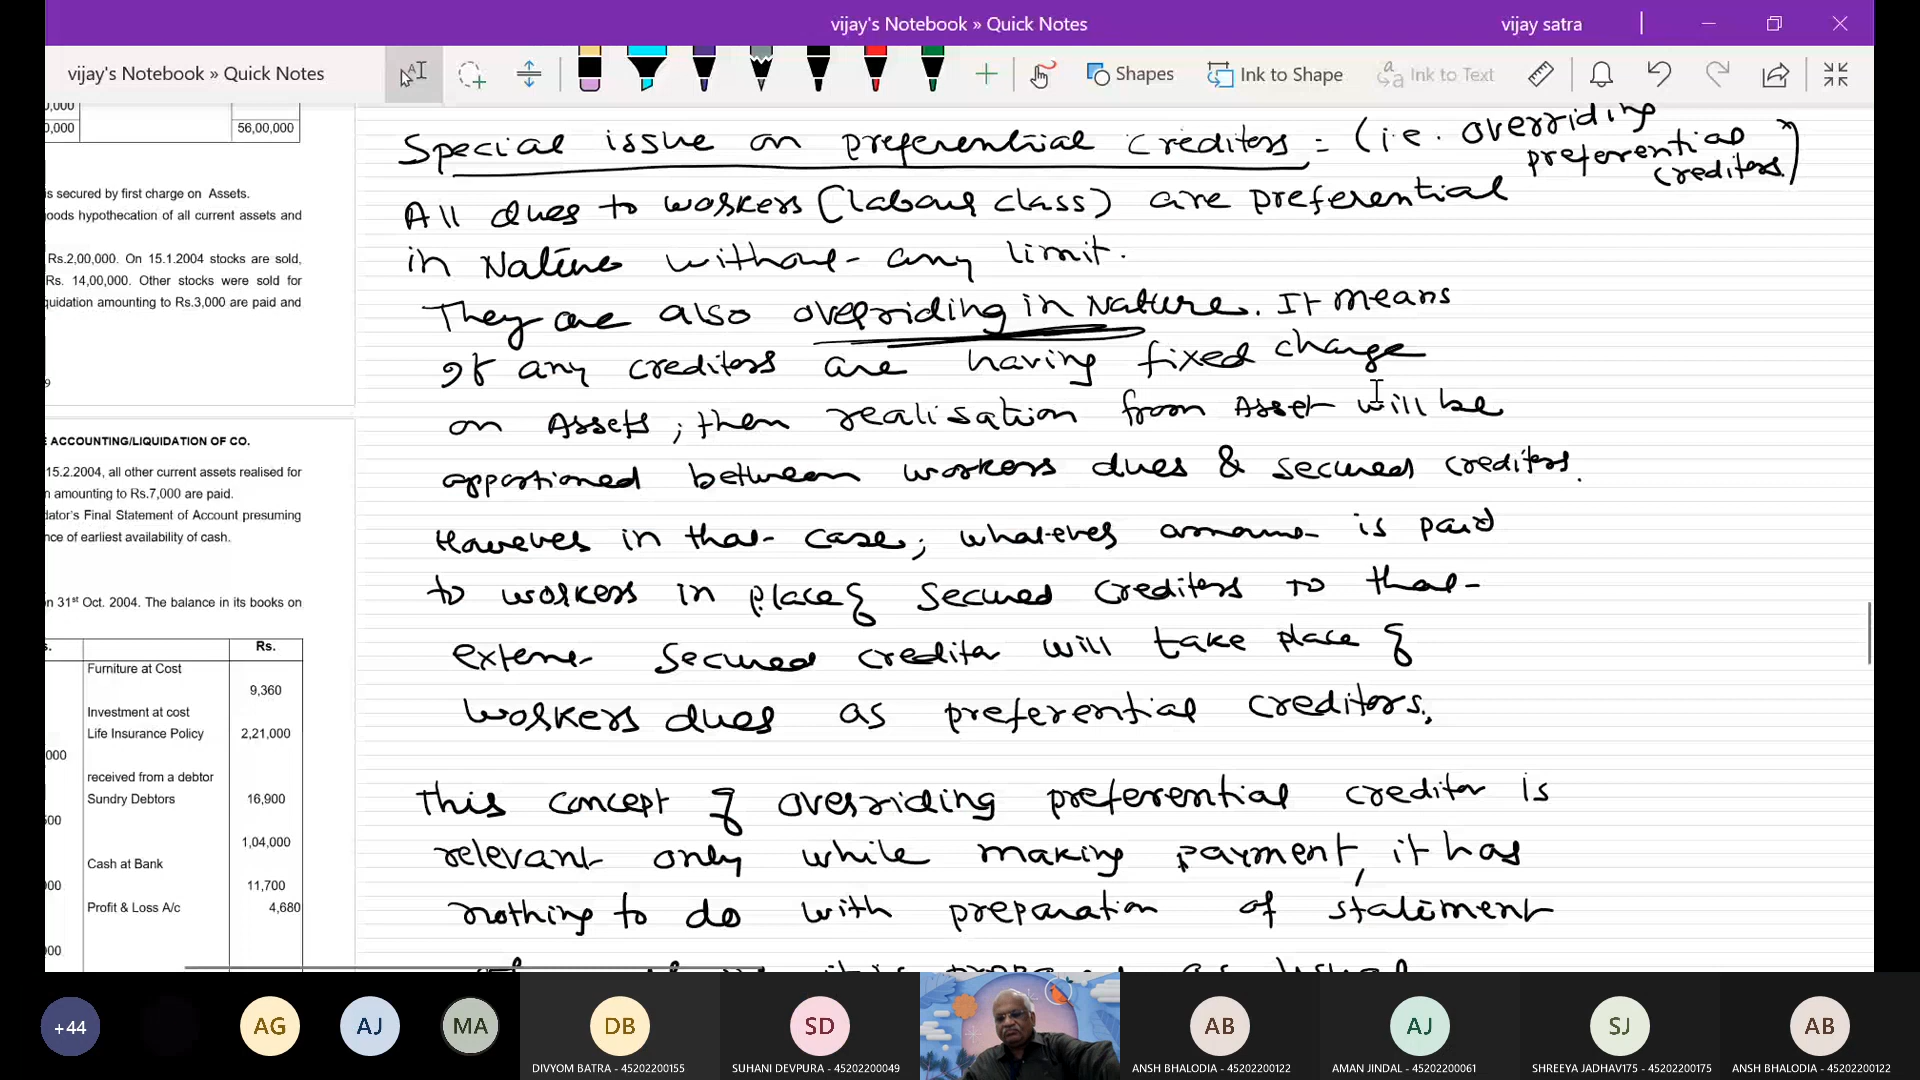 vijay's Notebook » Quick Notes
vijay satra
vijay's Notebook » Quick Notes
Shapes
Ink to Shape
Ink to Text
0,000
0,000
56,00,000
is secured by first charge on Assets.
goods hypothecation of all current assets and
Rs.2,00,000. On 15.1.2004 stocks are sold,
Rs. 14,00,000. Other stocks were sold for
quidation amounting to Rs.3,000 are paid and
9
E ACCOUNTING/LIQUIDATION OF CO.
15.2.2004, all other current assets realised for
n amounting to Rs.7,000 are paid.
dator's Final Statement of Account presuming
nce of earliest availability of cash.
n 31st Oct. 2004. The balance in its books on
s.
Rs.
Furniture at Cost
9,360
Investment at cost
Life Insurance Policy
2,21,000
000
received from a debtor
Sundry Debtors
16,900
500
1,04,000
Cash at Bank
000
11,700
Profit & Loss A/c
4,680
000
Special issue on preferential creditors = (i.e. overriding
preferential
creditors)
All dues to workers (labour class) are preferential
in Nature without any limit.
They are also overriding in Nature. It means
If any creditors are having fixed charge
on Assets, then realisation from Asset will be
apportioned between workers dues & secured creditors.
However in that case, whatever amount is paid
to workers in place of secured creditors to that
extent secured creditor will take place of
workers dues as preferential creditors.
This concept of overriding preferential creditor is
relevant only while making payment, it has
nothing to do with preparation of statement
+44
AG
AJ
MA
DB
DIVYOM BATRA - 45202200155
SD
SUHANI DEVPURA - 45202200049
AB
ANSH BHALODIA - 45202200122
AJ
AMAN JINDAL - 45202200061
SJ
SHREEYA JADHAV175 - 45202200175
AB
ANSH BHALODIA - 45202200122